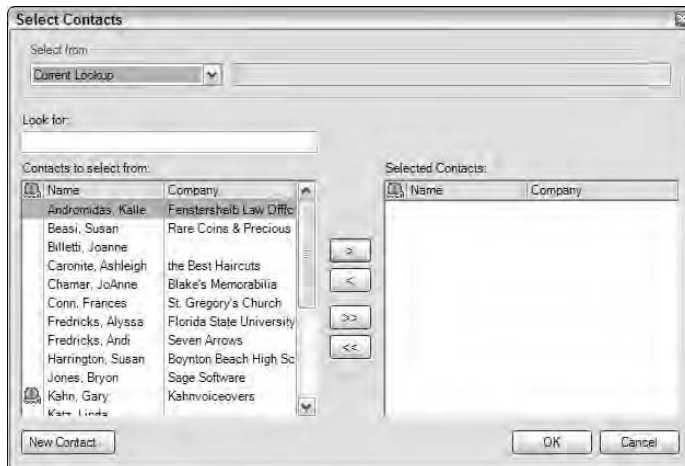 Select Contacts
Select from
Current Lookup
Look for:
Contacts to select from:
Name Company
Andromidas, Kalle Fenstersheib Law Offic
Beasi, Susan Rare Coins & Precious
Billetti, Joanne
Caronite, Ashleigh the Best Haircuts
Chamar, JoAnne Blake's Memorabilia
Conn, Frances St. Gregory's Church
Fredricks, Alyssa Florida State University
Fredricks, Andi Seven Arrows
Harrington, Susan Boynton Beach High Sc
Jones, Bryon Sage Software
Kahn, Gary Kahnvoiceovers
Katz, Linda
>
<
>>
<<
Selected Contacts:
Name Company
New Contact
OK Cancel